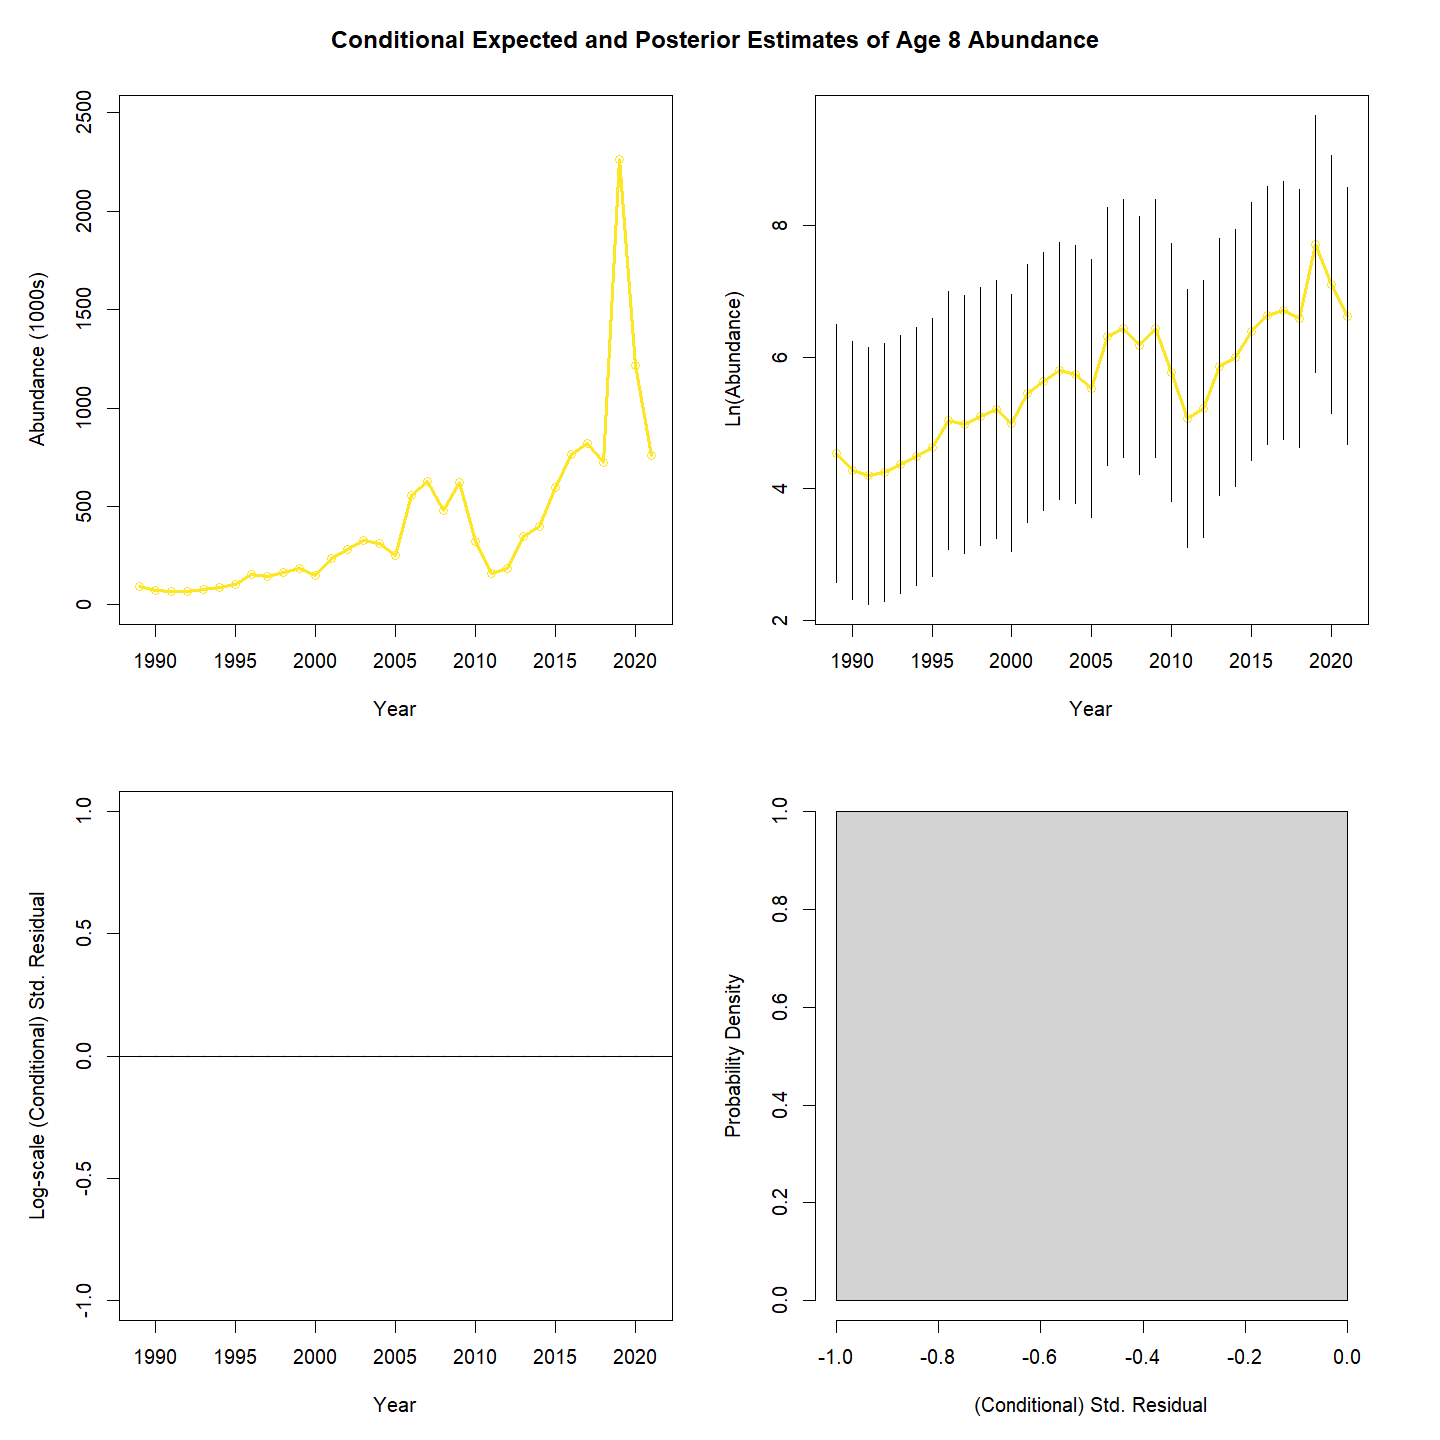 Conditional Expected and Posterior Estimates of Age 8 Abundance
Abundance (1000s)
2500
2000
1500
1000
500
0
1990 1995 2000 2005 2010 2015 2020
Year
Ln(Abundance)
8
6
4
2
1990 1995 2000 2005 2010 2015 2020
Year
Log-scale (Conditional) Std. Residual
1.0
0.5
0.0
-0.5
-1.0
1990 1995 2000 2005 2010 2015 2020
Year
Probability Density
1.0
0.8
0.6
0.4
0.2
0.0
-1.0 -0.8 -0.6 -0.4 -0.2 0.0
(Conditional) Std. Residual